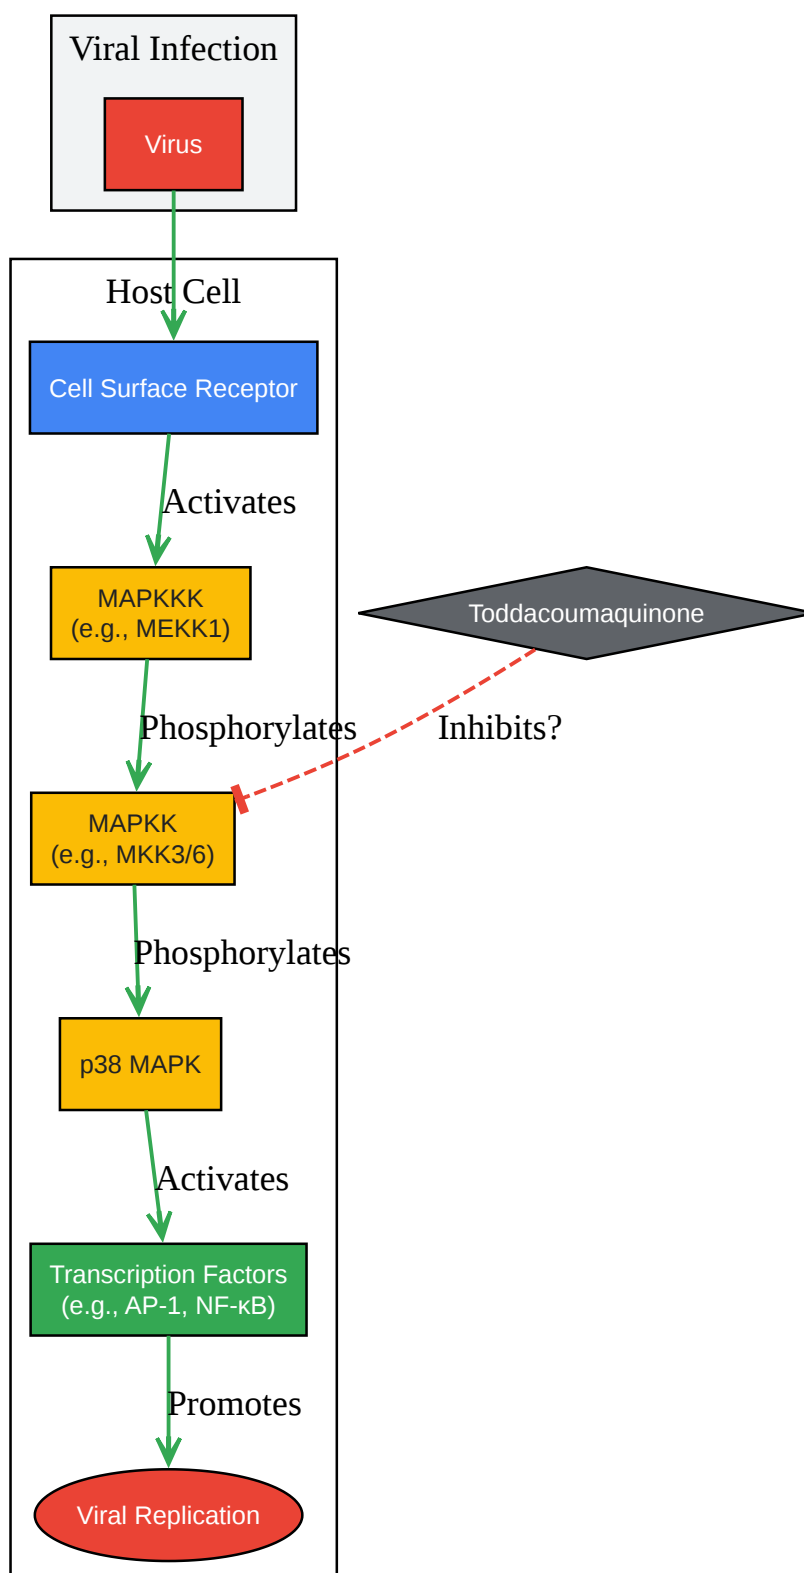 Viral Infection
Virus
Host Cell
Cell Surface Receptor
Activates
MAPKKK
(e.g., MEKK1)
Toddacoumaquinone
Phosphorylates
Inhibits?
MAPKK
(e.g., MKK3/6)
Phosphorylates
p38 MAPK
Activates
Transcription Factors
(e.g., AP-1, NF-κB)
Promotes
Viral Replication